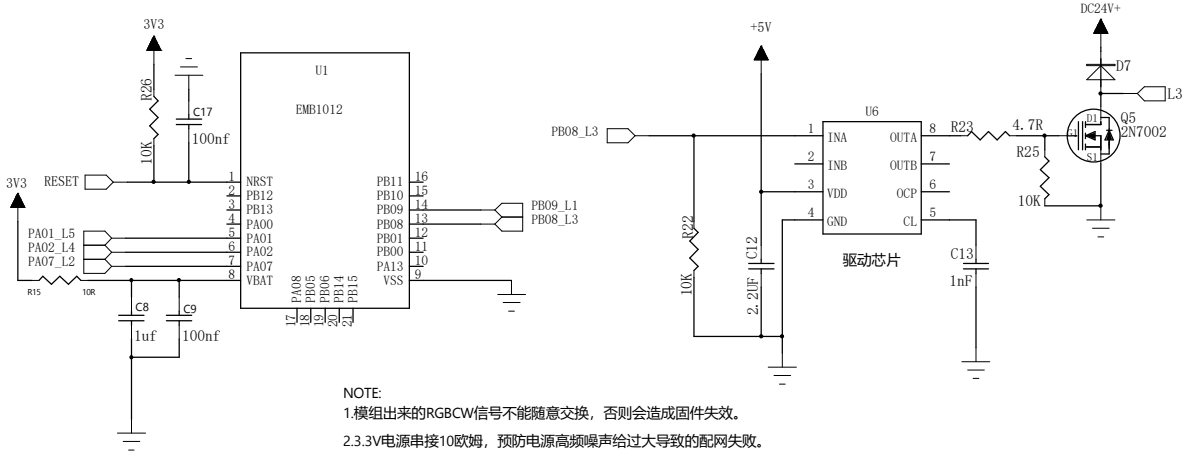 3V3
R26
10K
C17
100nf
U1
EMB1012
RESET
1 NRST
2 PB12
3 PB13
4 PA00
5 PA01
6 PA02
7 PA07
8 VBAT
PB11 16
PB10 15
PB09 14
PB08 13
PB01 12
PB00 11
PA13 10
VSS 9
PA08 17
PB05 18
PB06 19
PB14 20
PB15 21
PB09_L1
PB08_L3
3V3
PA01_L5
PA02_L4
PA07_L2
R15
10R
C8
1uf
C9
100nf
+5V
PB08_L3
R22
10K
C12
2.2UF
U6
1 INA
2 INB
3 VDD
4 GND
OUTA 8
OUTB 7
OCP 6
CL 5
驱动芯片
C13
1nF
R23
4.7R
R25
10K
DC24V+
D7
L3
Q5
2N7002
D1
G1
S1
NOTE:
1.模组出来的RGBCW信号不能随意交换，否则会造成固件失效。
2.3.3V电源串接10欧姆，预防电源高频噪声给过大导致的配网失败。